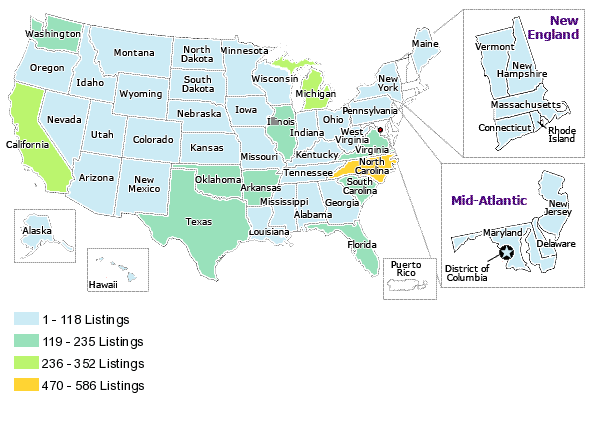 Washington
Montana
North
Dakota
Minnesota
Maine
New
England
Vermont
New
Hampshire
Massachusetts
Connecticut
Rhode
Island
Oregon
Idaho
Wyoming
South
Dakota
Wisconsin
Michigan
New
York
Nevada
Utah
Colorado
Nebraska
Iowa
Illinois
Indiana
Ohio
Pennsylvania
California
Kansas
Missouri
Kentucky
West
Virginia
Virginia
Arizona
New
Mexico
Oklahoma
Arkansas
Tennessee
North
Carolina
South
Carolina
Texas
Mississippi
Alabama
Georgia
Louisiana
Florida
Mid-Atlantic
New
Jersey
Maryland
Delaware
District of
Columbia
Alaska
Hawaii
Puerto
Rico
1 - 118 Listings
119 - 235 Listings
236 - 352 Listings
470 - 586 Listings